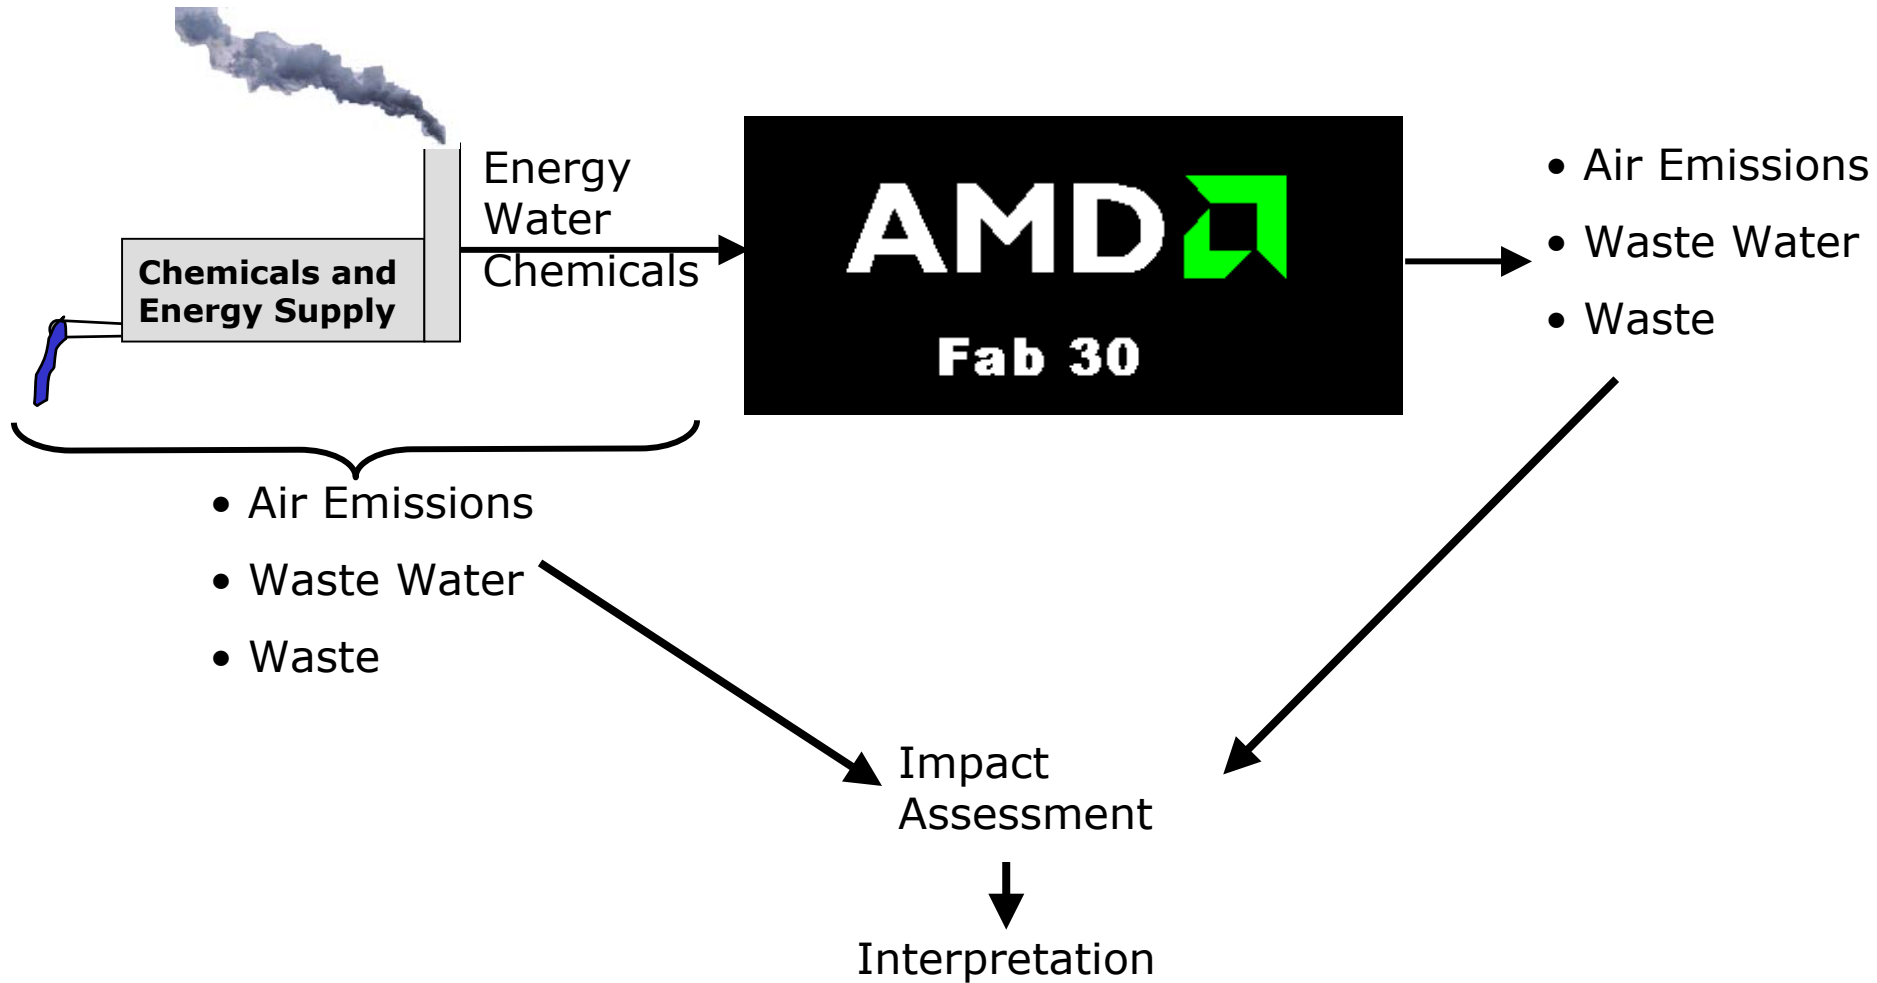 Energy
Water
Chemicals
Chemicals and
Energy Supply
AMD
Fab 30
• Air Emissions
• Waste Water
• Waste
• Air Emissions
• Waste Water
• Waste
Impact
Assessment
Interpretation